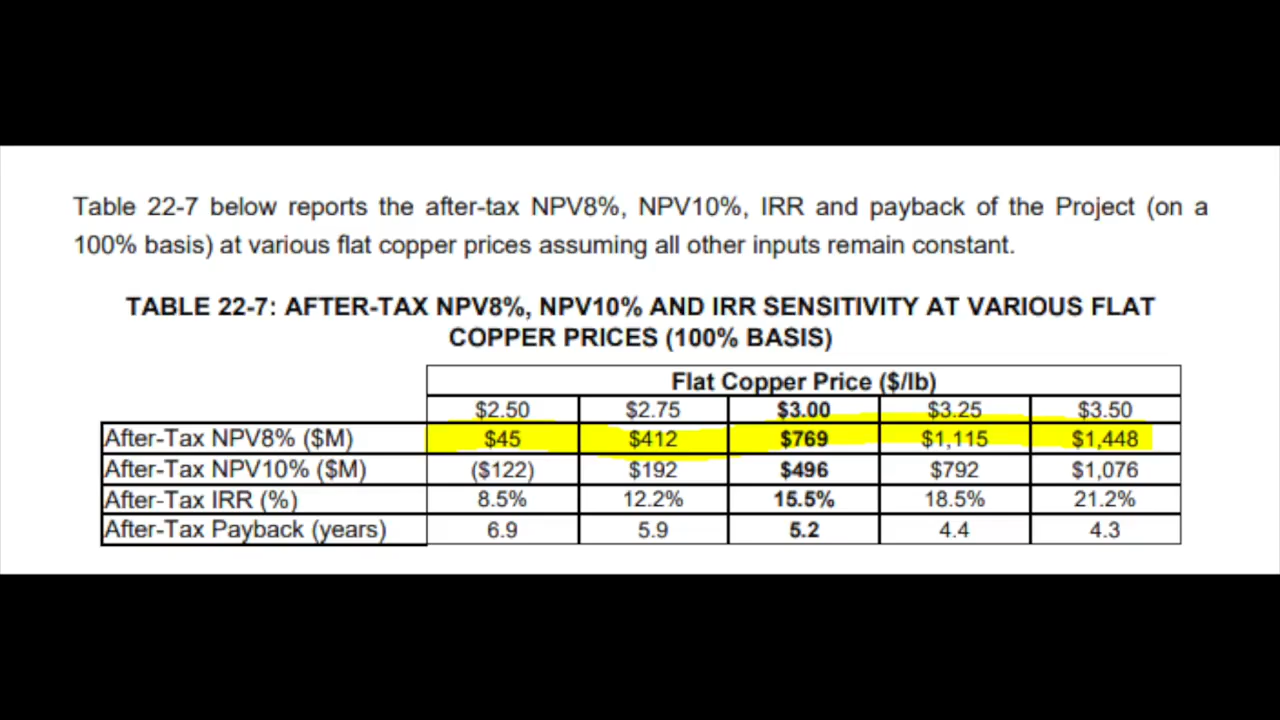 Table 22-7 below reports the after-tax NPV8%, NPV10%, IRR and payback of the Project (on a
100% basis) at various flat copper prices assuming all other inputs remain constant.
TABLE 22-7: AFTER-TAX NPV8%, NPV10% AND IRR SENSITIVITY AT VARIOUS FLAT
COPPER PRICES (100% BASIS)
Flat Copper Price ($/lb)
$2.50 $2.75 $3.00 $3.25 $3.50
After-Tax NPV8% ($M) $45 $412 $769 $1,115 $1,448
After-Tax NPV10% ($M) ($122) $192 $496 $792 $1,076
After-Tax IRR (%) 8.5% 12.2% 15.5% 18.5% 21.2%
After-Tax Payback (years) 6.9 5.9 5.2 4.4 4.3